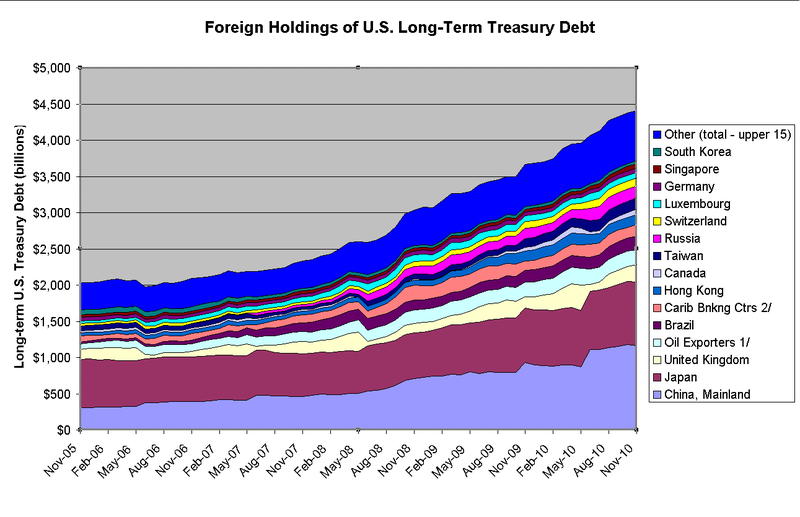 Foreign Holdings of U.S. Long-Term Treasury Debt
Long-term U.S. Treasury Debt (billions)
$5,000
$4,500
$4,000
$3,500
$3,000
$2,500
$2,000
$1,500
$1,000
$500
$0
Nov-05
Feb-06
May-06
Aug-06
Nov-06
Feb-07
May-07
Aug-07
Nov-07
Feb-08
May-08
Aug-08
Nov-08
Feb-09
May-09
Aug-09
Nov-09
Feb-10
May-10
Aug-10
Nov-10
Other (total - upper 15)
South Korea
Singapore
Germany
Luxembourg
Switzerland
Russia
Taiwan
Canada
Hong Kong
Carib Bnkng Ctrs 2/
Brazil
Oil Exporters 1/
United Kingdom
Japan
China, Mainland